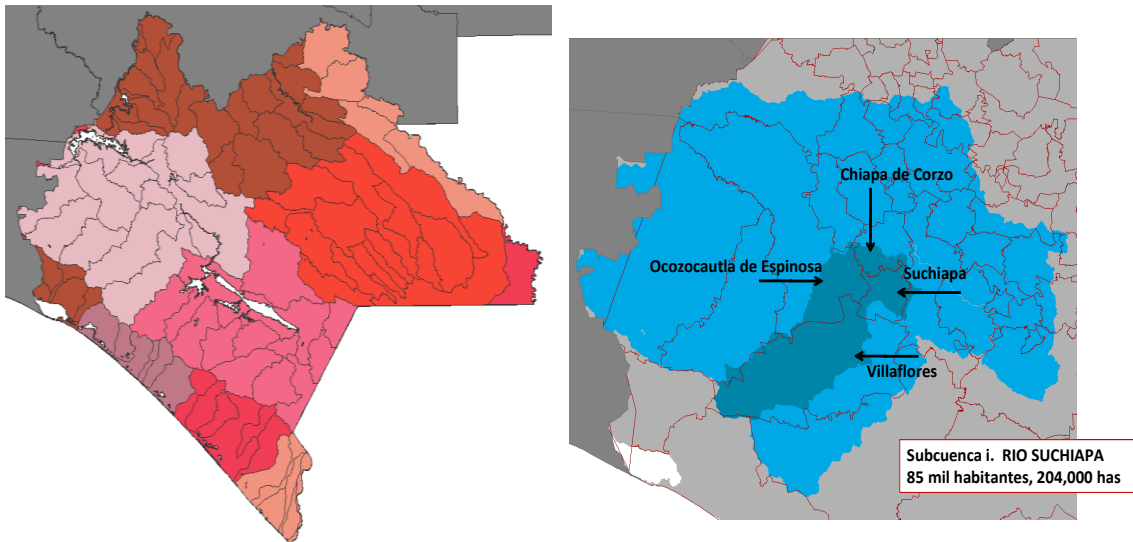 Chiapa de Corzo
Ocozocautla de Espinosa
Suchiapa
Villaflores
Subcuenca i. RIO SUCHIAPA
85 mil habitantes, 204,000 has